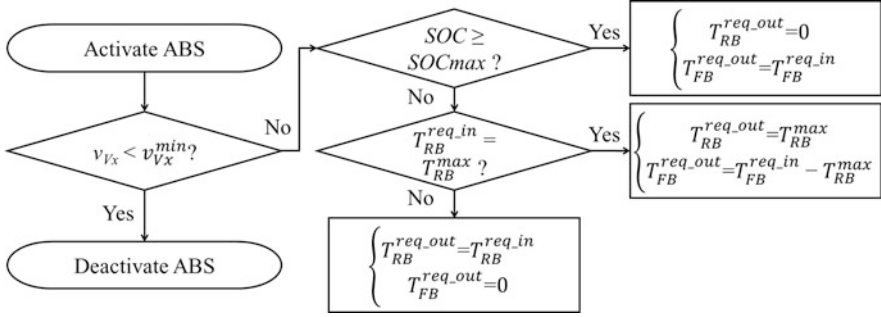 Activate ABS
v_{Vx} < v_{Vx}^{min}?
Yes
No
Deactivate ABS
SOC ≥
SOCmax ?
Yes
No
T_{RB}^{req_out}=0
T_{FB}^{req_out}=T_{FB}^{req_in}
T_{RB}^{req_in} =
T_{RB}^{max} ?
Yes
No
T_{RB}^{req_out}=T_{RB}^{max}
T_{FB}^{req_out}=T_{FB}^{req_in} − T_{RB}^{max}
T_{RB}^{req_out}=T_{RB}^{req_in}
T_{FB}^{req_out}=0